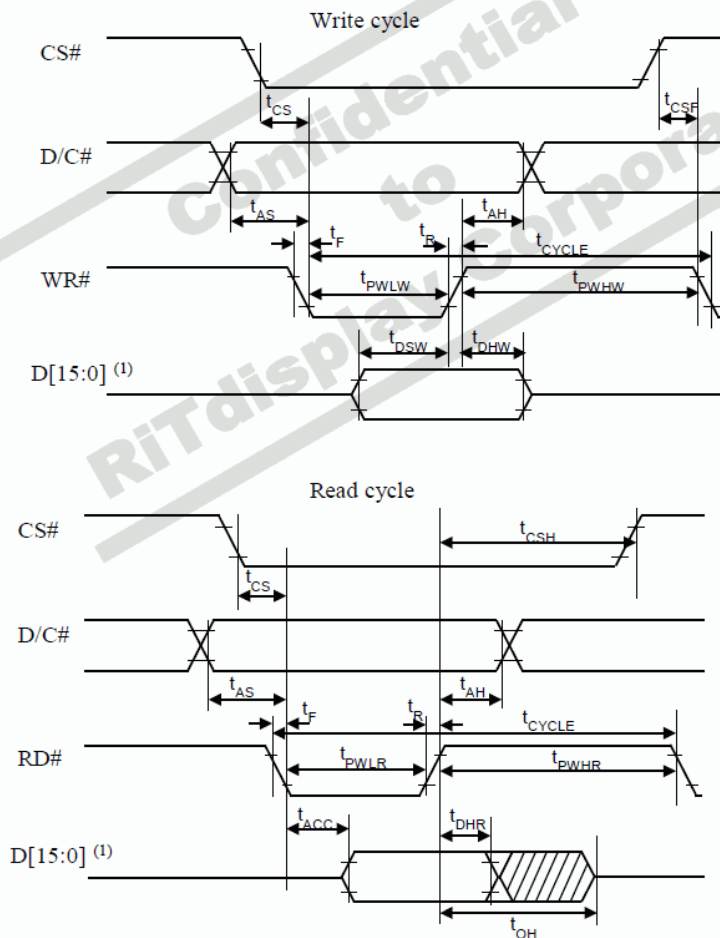 Write cycle
CS#
tCS
tCSF
D/C#
tAS
tAH
tF
tR
tCYCLE
WR#
tPWLW
tPWHW
tDSW
tDHW
D[15:0] (1)
Read cycle
CS#
tCSH
tCS
D/C#
tAS
tAH
tF
tR
tCYCLE
RD#
tPWLR
tPWHR
tACC
tDHR
D[15:0] (1)
tOH
Confidential
to
RiTdisplay Corpora